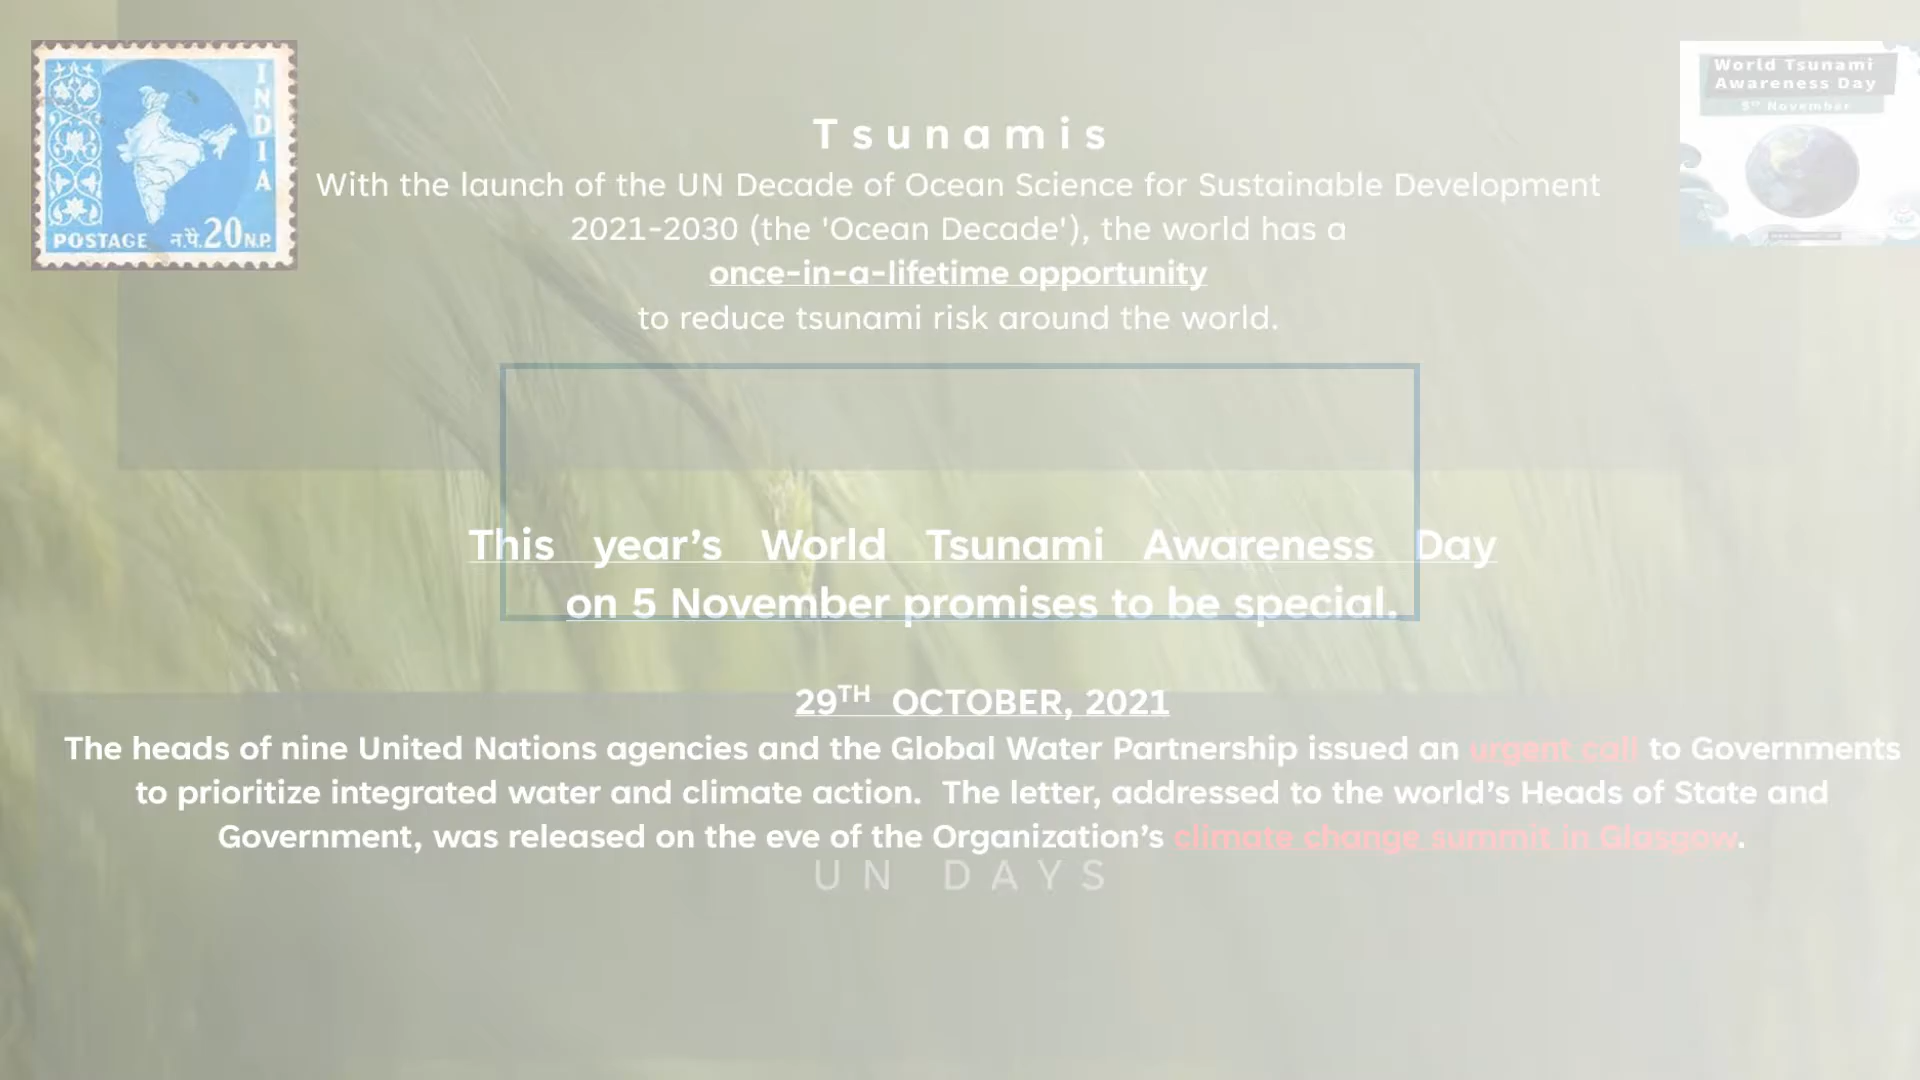 INDIA
POSTAGE न.पै. 20 N.P.
World Tsunami
Awareness Day
5th November
Tsunamis
With the launch of the UN Decade of Ocean Science for Sustainable Development
2021-2030 (the 'Ocean Decade'), the world has a
once-in-a-lifetime opportunity
to reduce tsunami risk around the world.
This year’s World Tsunami Awareness Day
on 5 November promises to be special.
29TH OCTOBER, 2021
The heads of nine United Nations agencies and the Global Water Partnership issued an urgent call to Governments
to prioritize integrated water and climate action. The letter, addressed to the world’s Heads of State and
Government, was released on the eve of the Organization’s climate change summit in Glasgow.
UN DAYS